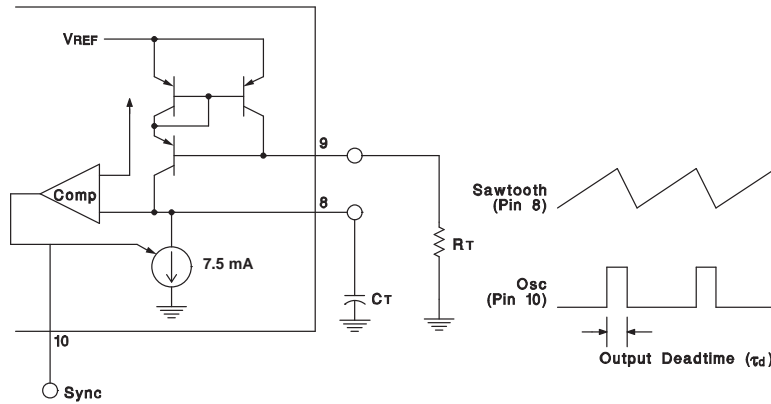 VREF
9
Comp
8
7.5 mA
RT
CT
10
Sync
Sawtooth
(Pin 8)
Osc
(Pin 10)
Output Deadtime (τd)